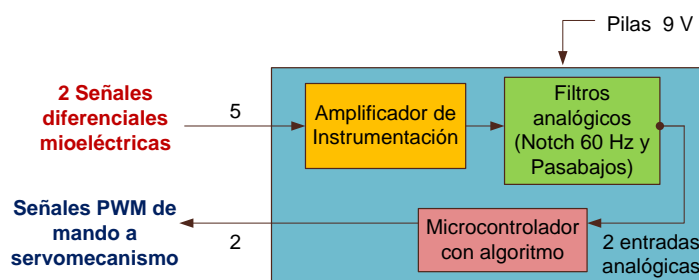 Pilas 9 V
2 Señales
diferenciales
mioeléctricas
5
Amplificador de
Instrumentación
Filtros
analógicos
(Notch 60 Hz y
Pasabajos)
Señales PWM de
mando a
servomecanismo
2
Microcontrolador
con algoritmo
2 entradas
analógicas